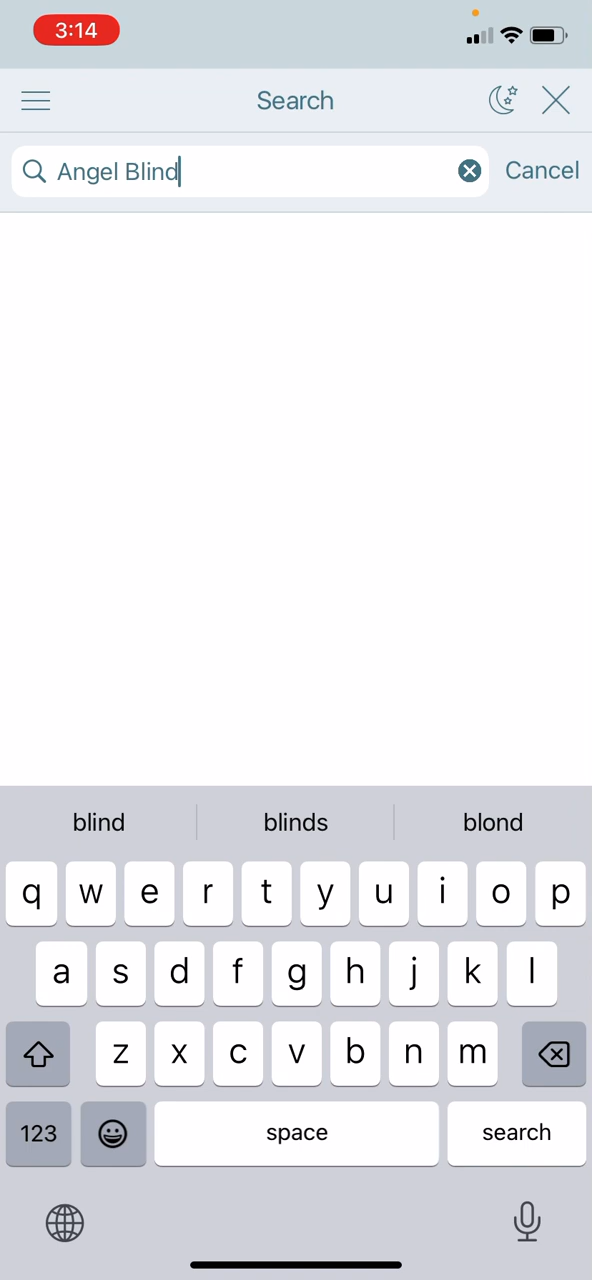 3:14
Search
Angel Blind
Cancel
blind blinds blond
q w e r t y u i o p
a s d f g h j k l
z x c v b n m
123 space search